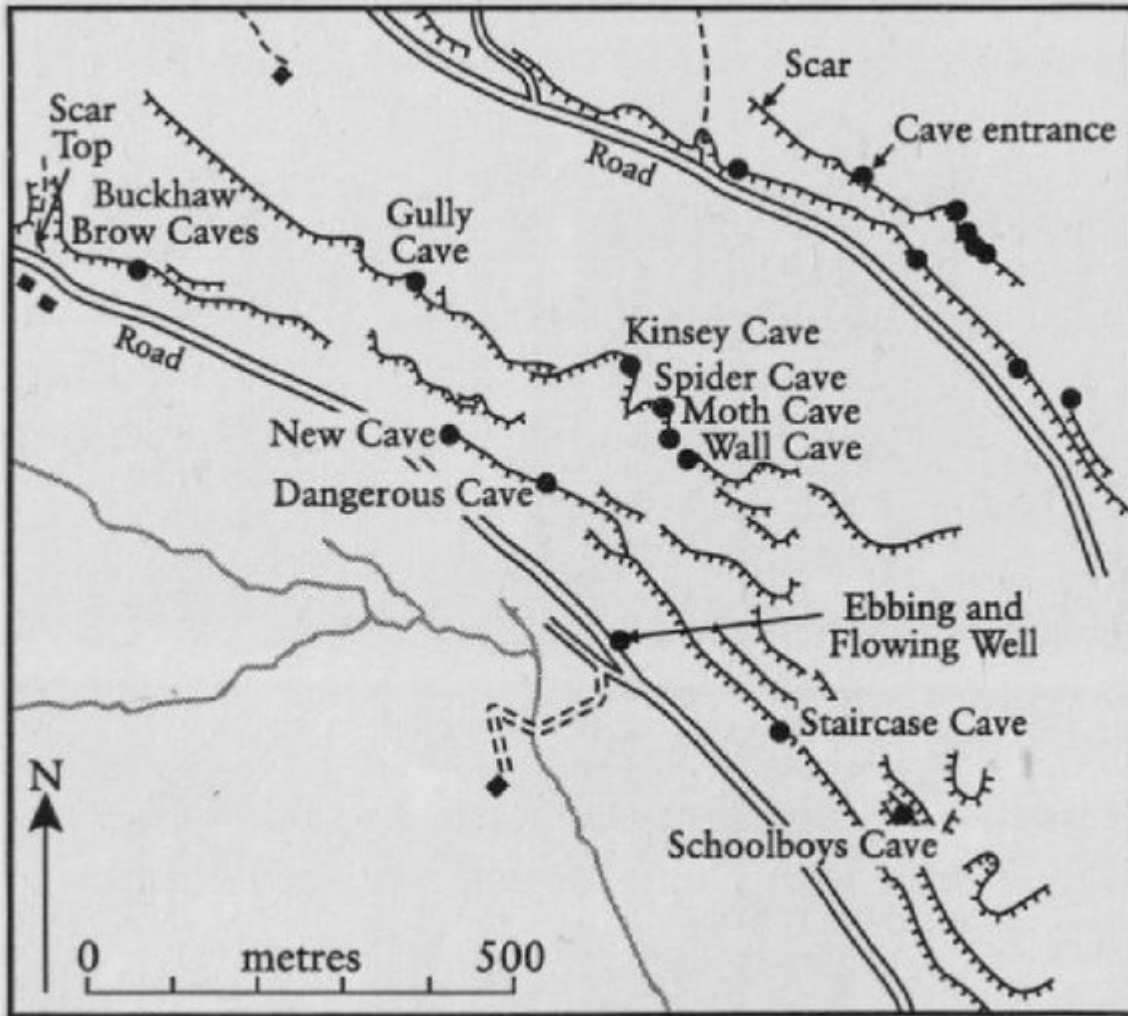 Scar
Cave entrance
Road
Scar
Top
Buckhaw
Brow Caves
Gully
Cave
Road
Kinsey Cave
Spider Cave
Moth Cave
Wall Cave
New Cave
Dangerous Cave
Ebbing and
Flowing Well
Staircase Cave
Schoolboys Cave
N
0 metres 500